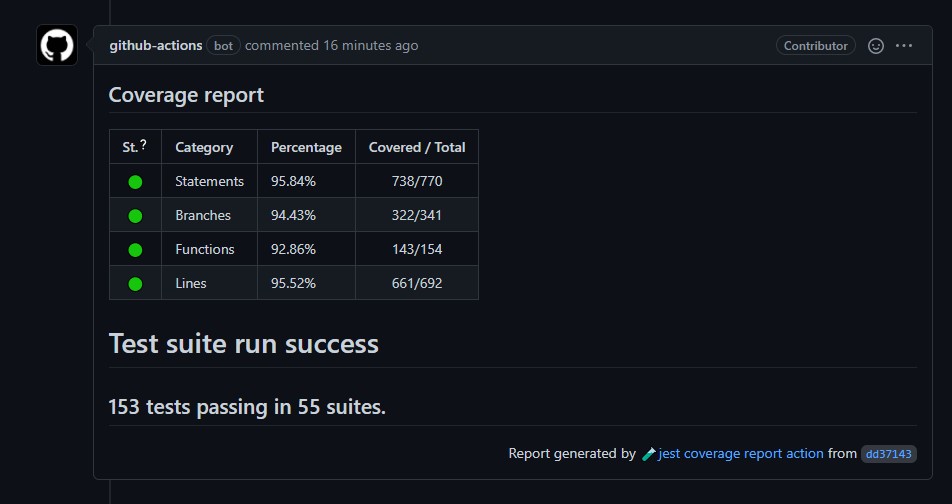 github-actions bot commented 16 minutes ago Contributor
Coverage report
St.? Category Percentage Covered / Total
Statements 95.84% 738/770
Branches 94.43% 322/341
Functions 92.86% 143/154
Lines 95.52% 661/692
Test suite run success
153 tests passing in 55 suites.
Report generated by jest coverage report action from dd37143